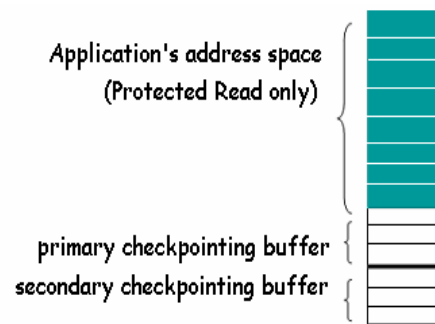 Application's address space
(Protected Read only)
primary checkpointing buffer
secondary checkpointing buffer